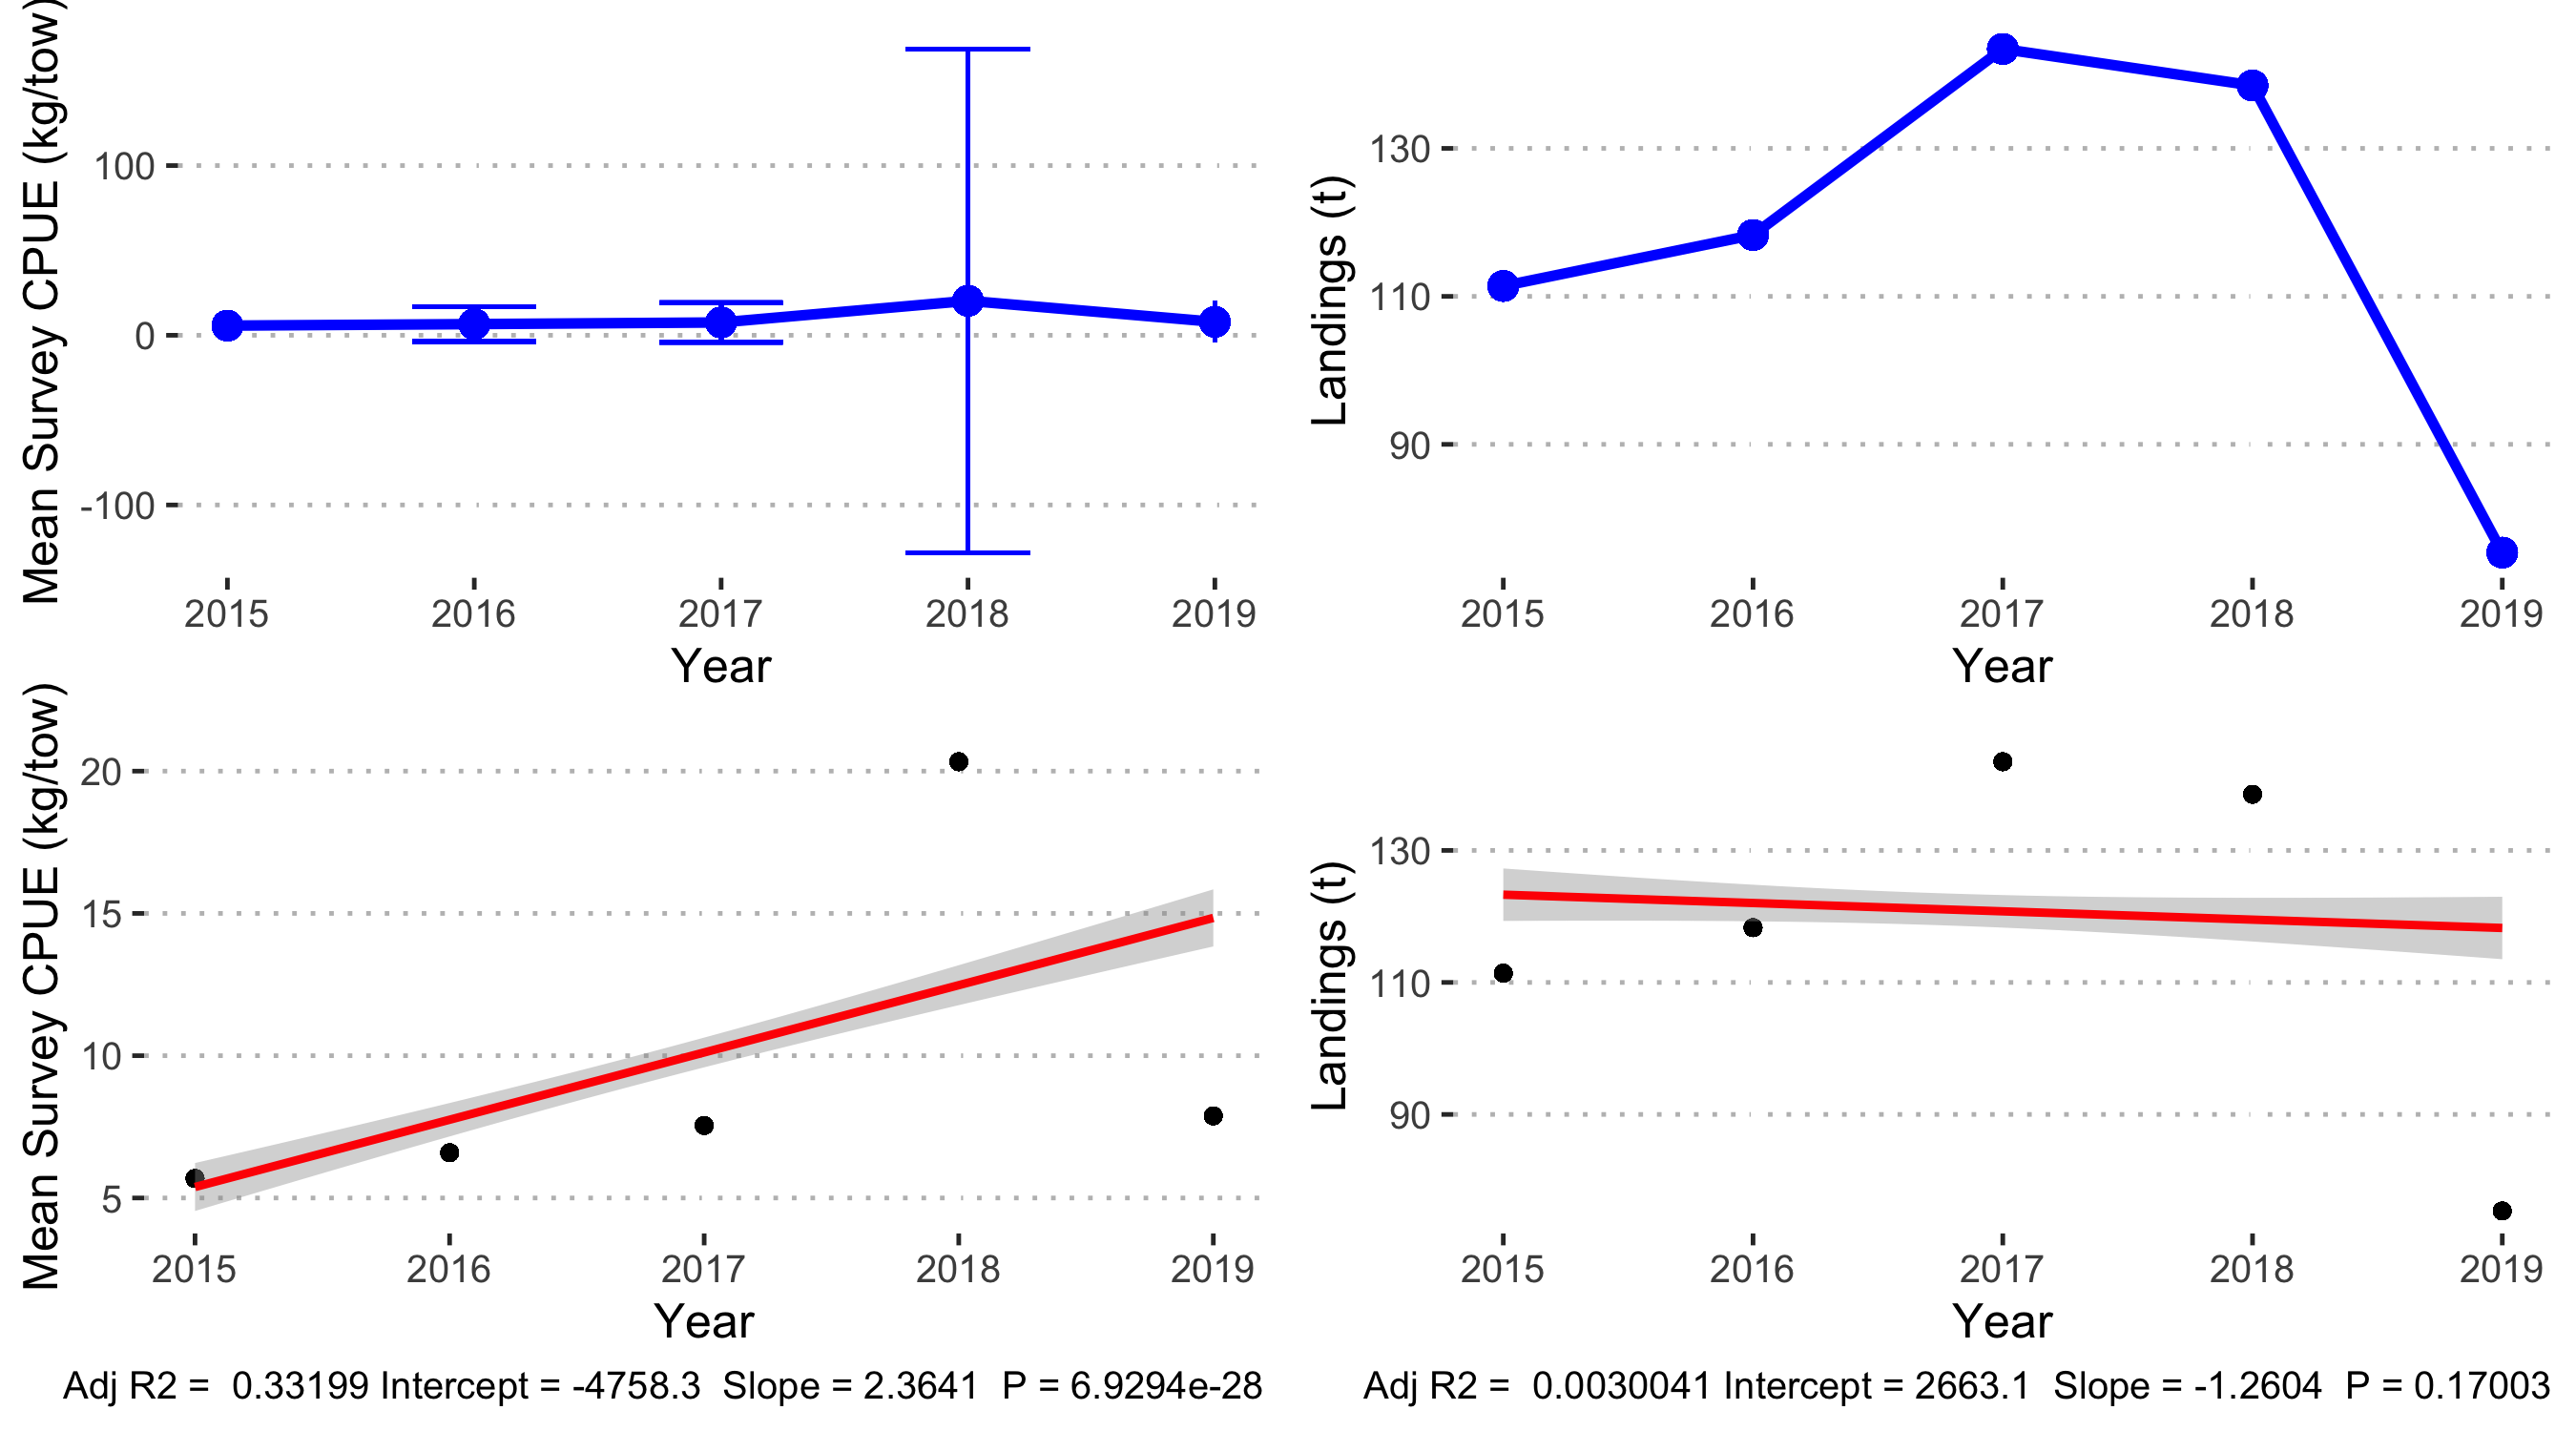 Mean Survey CPUE (kg/tow)
100
0
-100
2015 2016 2017 2018 2019
Year
Landings (t)
130
110
90
2015 2016 2017 2018 2019
Year
Mean Survey CPUE (kg/tow)
20
15
10
5
2015 2016 2017 2018 2019
Year
Adj R2 =  0.33199 Intercept = -4758.3  Slope = 2.3641  P = 6.9294e-28
Landings (t)
130
110
90
2015 2016 2017 2018 2019
Year
Adj R2 =  0.0030041 Intercept = 2663.1  Slope = -1.2604  P = 0.17003